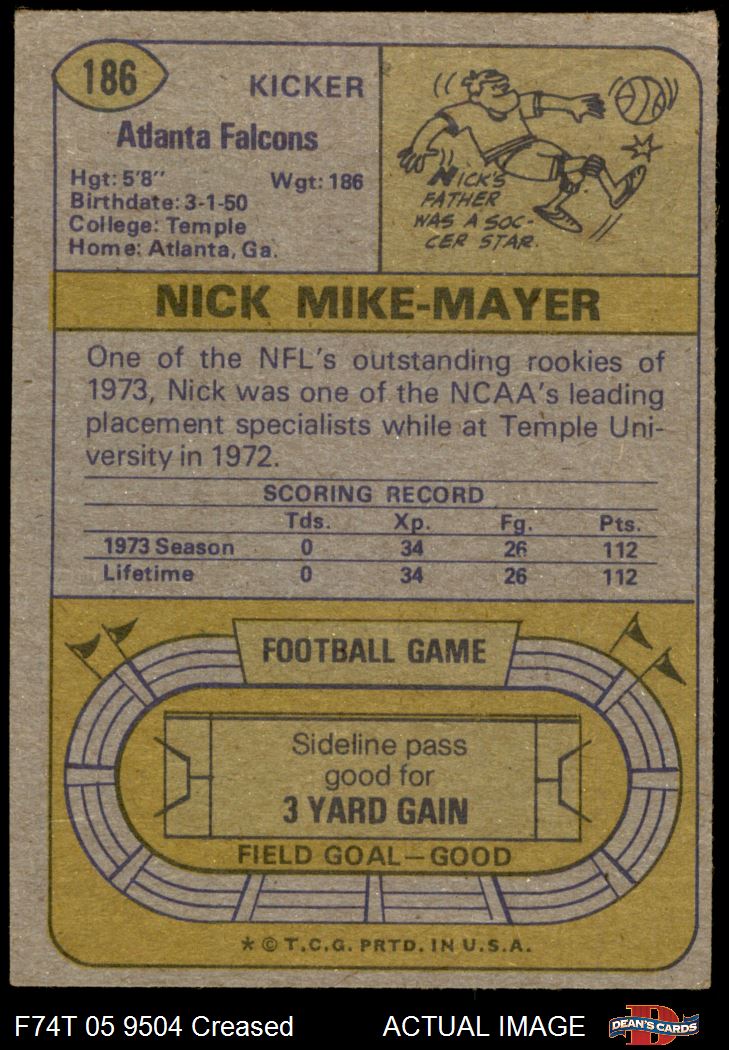 186
KICKER
Atlanta Falcons
Hgt: 5'8" Wgt: 186
Birthdate: 3-1-50
College: Temple
Home: Atlanta, Ga.
NICK'S
FATHER
WAS A SOC-
CER STAR.
NICK MIKE-MAYER
One of the NFL's outstanding rookies of
1973, Nick was one of the NCAA's leading
placement specialists while at Temple Uni-
versity in 1972.
SCORING RECORD
Tds. Xp. Fg. Pts.
1973 Season 0 34 26 112
Lifetime 0 34 26 112
FOOTBALL GAME
Sideline pass
good for
3 YARD GAIN
FIELD GOAL—GOOD
* © T.C.G. PRTD. IN U.S.A.
F74T 05 9504 Creased ACTUAL IMAGE
D
DEAN'S CARDS